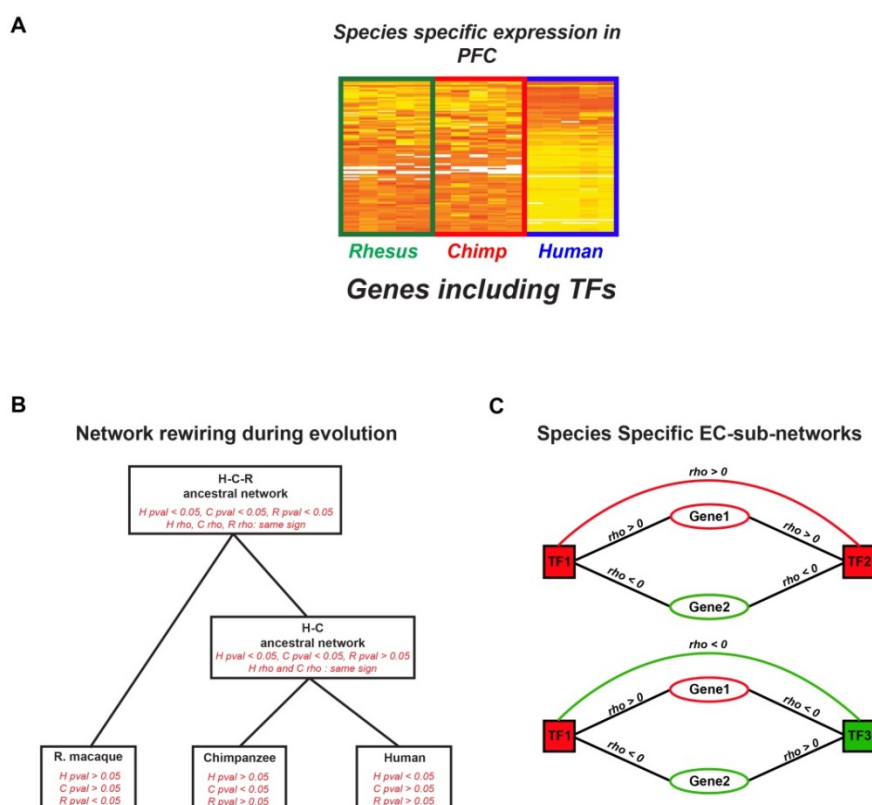 A
Species specific expression in
PFC
Rhesus
Chimp
Human
Genes including TFs
B
Network rewiring during evolution
H-C-R
ancestral network
H pval < 0.05, C pval < 0.05, R pval < 0.05
H rho, C rho, R rho: same sign
H-C
ancestral network
H pval < 0.05, C pval < 0.05, R pval > 0.05
H rho and C rho : same sign
R. macaque
H pval > 0.05
C pval > 0.05
R pval < 0.05
Chimpanzee
H pval > 0.05
C pval < 0.05
R pval > 0.05
Human
H pval < 0.05
C pval > 0.05
R pval > 0.05
C
Species Specific EC-sub-networks
rho > 0
Gene1
rho > 0
rho > 0
TF1
TF2
rho < 0
rho < 0
Gene2
rho < 0
Gene1
rho > 0
rho < 0
TF1
TF3
rho < 0
rho > 0
Gene2